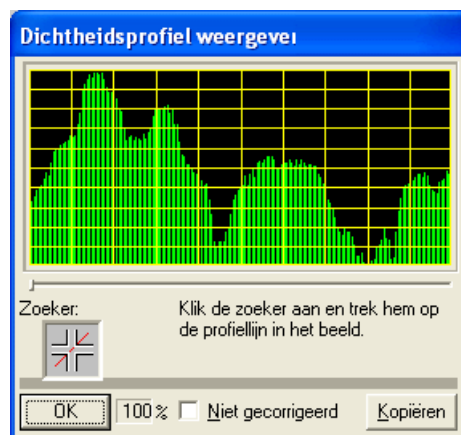 Dichtheidsprofiel weergever
Zoeker:
Klik de zoeker aan en trek hem op
de profiellijn in het beeld.
OK
100 %
Niet gecorrigeerd
Kopiëren